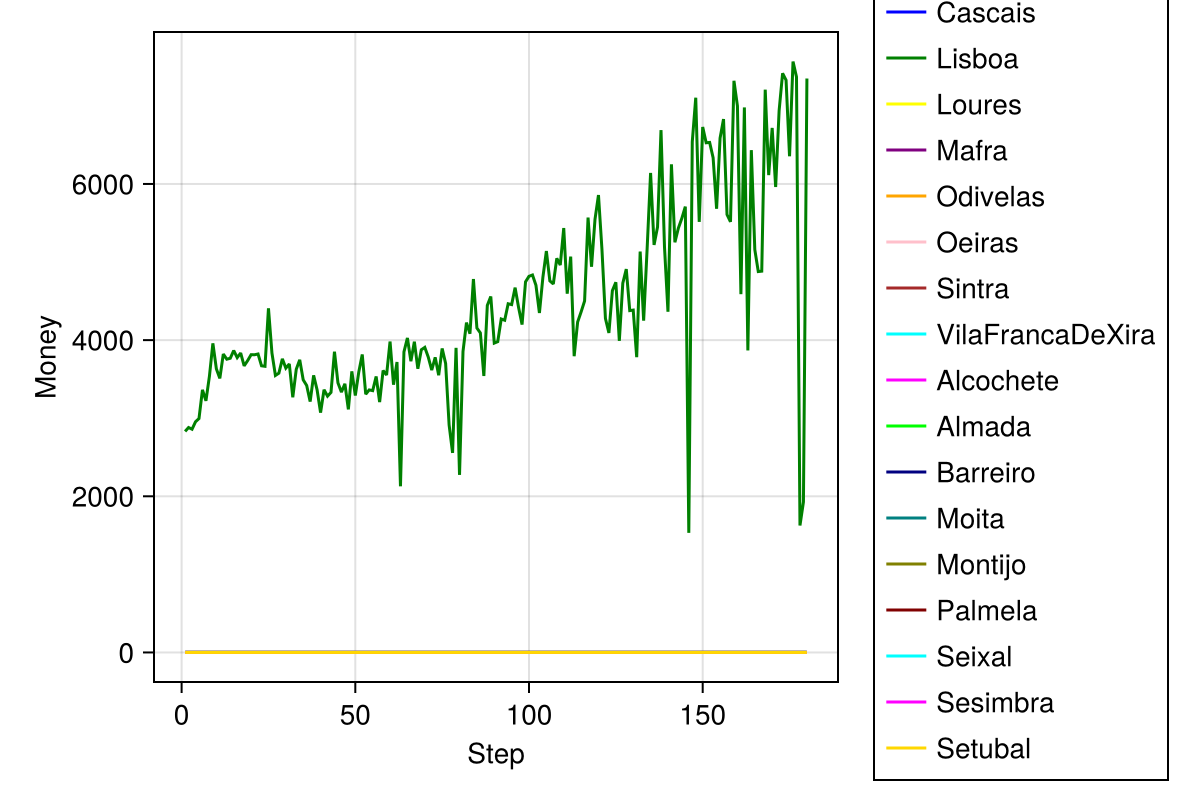 Money
6000
4000
2000
0
0
50
100
150
Step
Cascais
Lisboa
Loures
Mafra
Odivelas
Oeiras
Sintra
VilaFrancaDeXira
Alcochete
Almada
Barreiro
Moita
Montijo
Palmela
Seixal
Sesimbra
Setubal